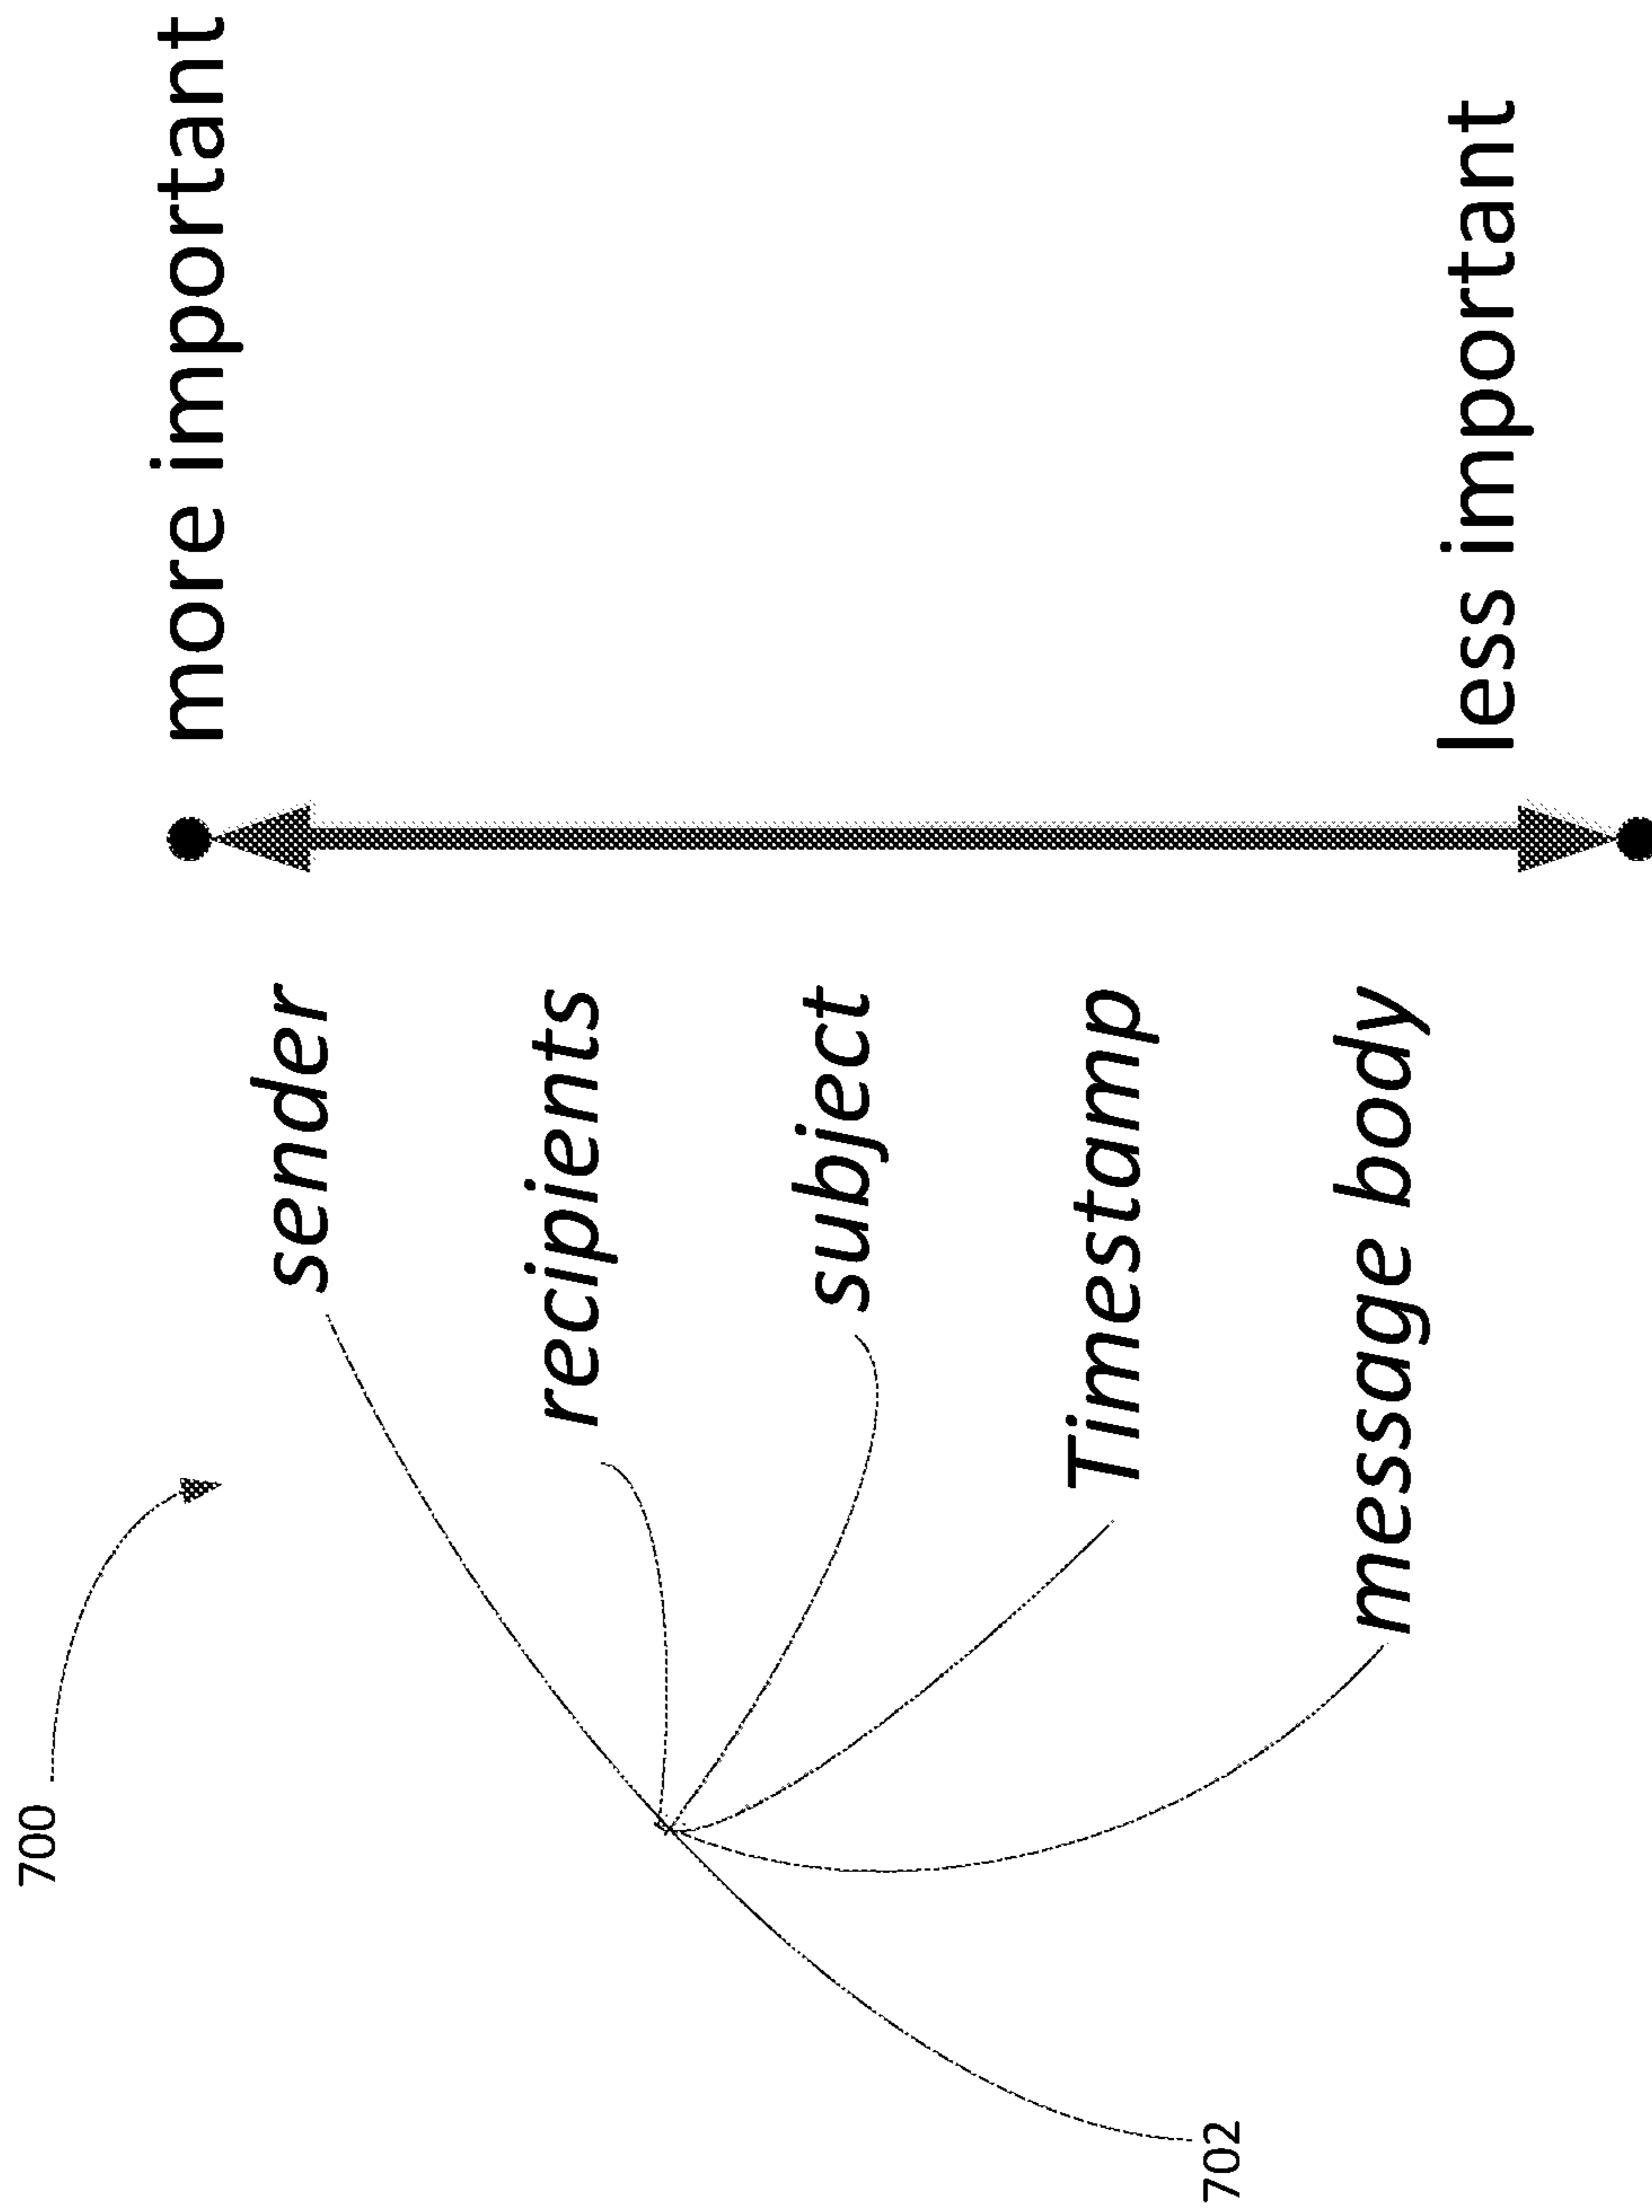 700
more important
sender
recipients
subject
Timestamp
message body
less important
702